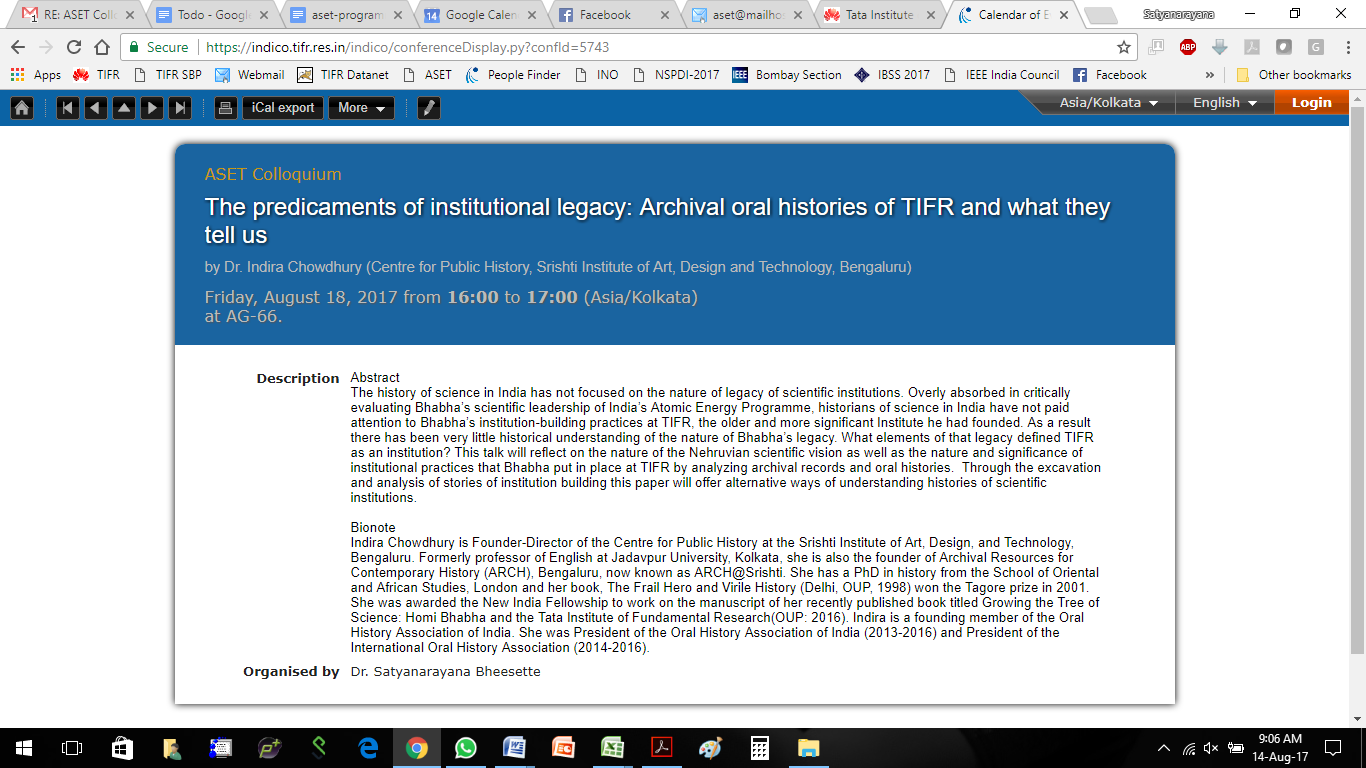 RE: ASET Coll
Todo - Googl
aset-program
Google Calen
Facebook
aset@mailhos
Tata Institute
Calendar of E
Satyanarayana
Secure
https://indico.tifr.res.in/indico/conferenceDisplay.py?confId=5743
ABP
G
Apps
TIFR
TIFR SBP
Webmail
TIFR Datanet
ASET
People Finder
INO
NSPDI-2017
IEEE
Bombay Section
IBSS 2017
IEEE India Council
Facebook
»
Other bookmarks
iCal export
More
Asia/Kolkata
English
Login
ASET Colloquium
The predicaments of institutional legacy: Archival oral histories of TIFR and what they
tell us
by Dr. Indira Chowdhury (Centre for Public History, Srishti Institute of Art, Design and Technology, Bengaluru)
Friday, August 18, 2017 from 16:00 to 17:00 (Asia/Kolkata)
at AG-66.
Description
Abstract
The history of science in India has not focused on the nature of legacy of scientific institutions. Overly absorbed in critically
evaluating Bhabha's scientific leadership of India's Atomic Energy Programme, historians of science in India have not paid
attention to Bhabha's institution-building practices at TIFR, the older and more significant Institute he had founded. As a result
there has been very little historical understanding of the nature of Bhabha's legacy. What elements of that legacy defined TIFR
as an institution? This talk will reflect on the nature of the Nehruvian scientific vision as well as the nature and significance of
institutional practices that Bhabha put in place at TIFR by analyzing archival records and oral histories.  Through the excavation
and analysis of stories of institution building this paper will offer alternative ways of understanding histories of scientific
institutions.
Bionote
Indira Chowdhury is Founder-Director of the Centre for Public History at the Srishti Institute of Art, Design, and Technology,
Bengaluru. Formerly professor of English at Jadavpur University, Kolkata, she is also the founder of Archival Resources for
Contemporary History (ARCH), Bengaluru, now known as ARCH@Srishti. She has a PhD in history from the School of Oriental
and African Studies, London and her book, The Frail Hero and Virile History (Delhi, OUP, 1998) won the Tagore prize in 2001.
She was awarded the New India Fellowship to work on the manuscript of her recently published book titled Growing the Tree of
Science: Homi Bhabha and the Tata Institute of Fundamental Research(OUP: 2016). Indira is a founding member of the Oral
History Association of India. She was President of the Oral History Association of India (2013-2016) and President of the
International Oral History Association (2014-2016).
Organised by
Dr. Satyanarayana Bheesette
9:06 AM
14-Aug-17